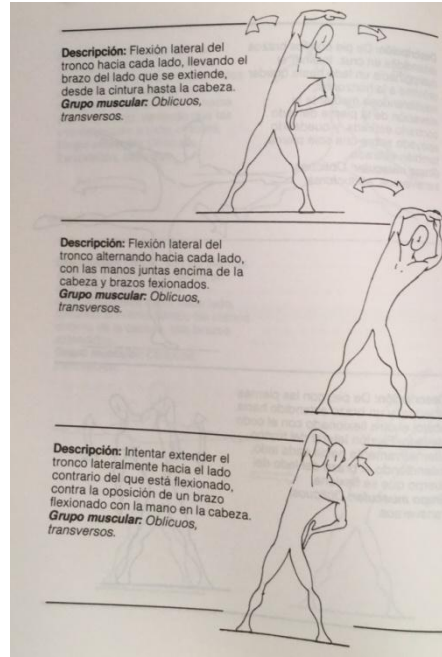 Descripción: Flexión lateral del
tronco hacia cada lado, llevando el
brazo del lado que se extiende,
desde la cintura hasta la cabeza.
Grupo muscular: Oblicuos,
transversos.
Descripción: Flexión lateral del
tronco alternando hacia cada lado,
con las manos juntas encima de la
cabeza y brazos fexionados.
Grupo muscular: Oblicuos,
transversos.
Descripción: Intentar extender el
tronco lateralmente hacia el lado
contrario del que está flexionado,
contra la oposición de un brazo
flexionado con la mano en la cabeza.
Grupo muscular: Oblicuos,
transversos.